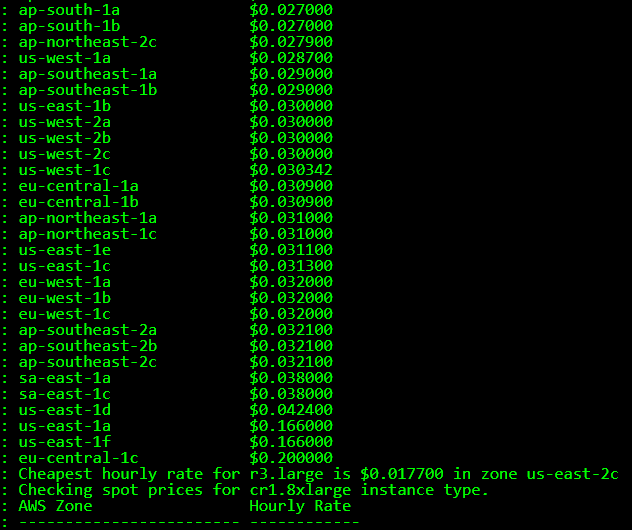 : ap-south-1a $0.027000
: ap-south-1b $0.027000
: ap-northeast-2c $0.027900
: us-west-1a $0.028700
: ap-southeast-1a $0.029000
: ap-southeast-1b $0.029000
: us-east-1b $0.030000
: us-west-2a $0.030000
: us-west-2b $0.030000
: us-west-2c $0.030000
: us-west-1c $0.030342
: eu-central-1a $0.030900
: eu-central-1b $0.030900
: ap-northeast-1a $0.031000
: ap-northeast-1c $0.031000
: us-east-1e $0.031100
: us-east-1c $0.031300
: eu-west-1a $0.032000
: eu-west-1b $0.032000
: eu-west-1c $0.032000
: ap-southeast-2a $0.032100
: ap-southeast-2b $0.032100
: ap-southeast-2c $0.032100
: sa-east-1a $0.038000
: sa-east-1c $0.038000
: us-east-1d $0.042400
: us-east-1a $0.166000
: us-east-1f $0.166000
: eu-central-1c $0.200000
: Cheapest hourly rate for r3.large is $0.017700 in zone us-east-2c
: Checking spot prices for cr1.8xlarge instance type.
: AWS Zone Hourly Rate
: ------------------------ ------------